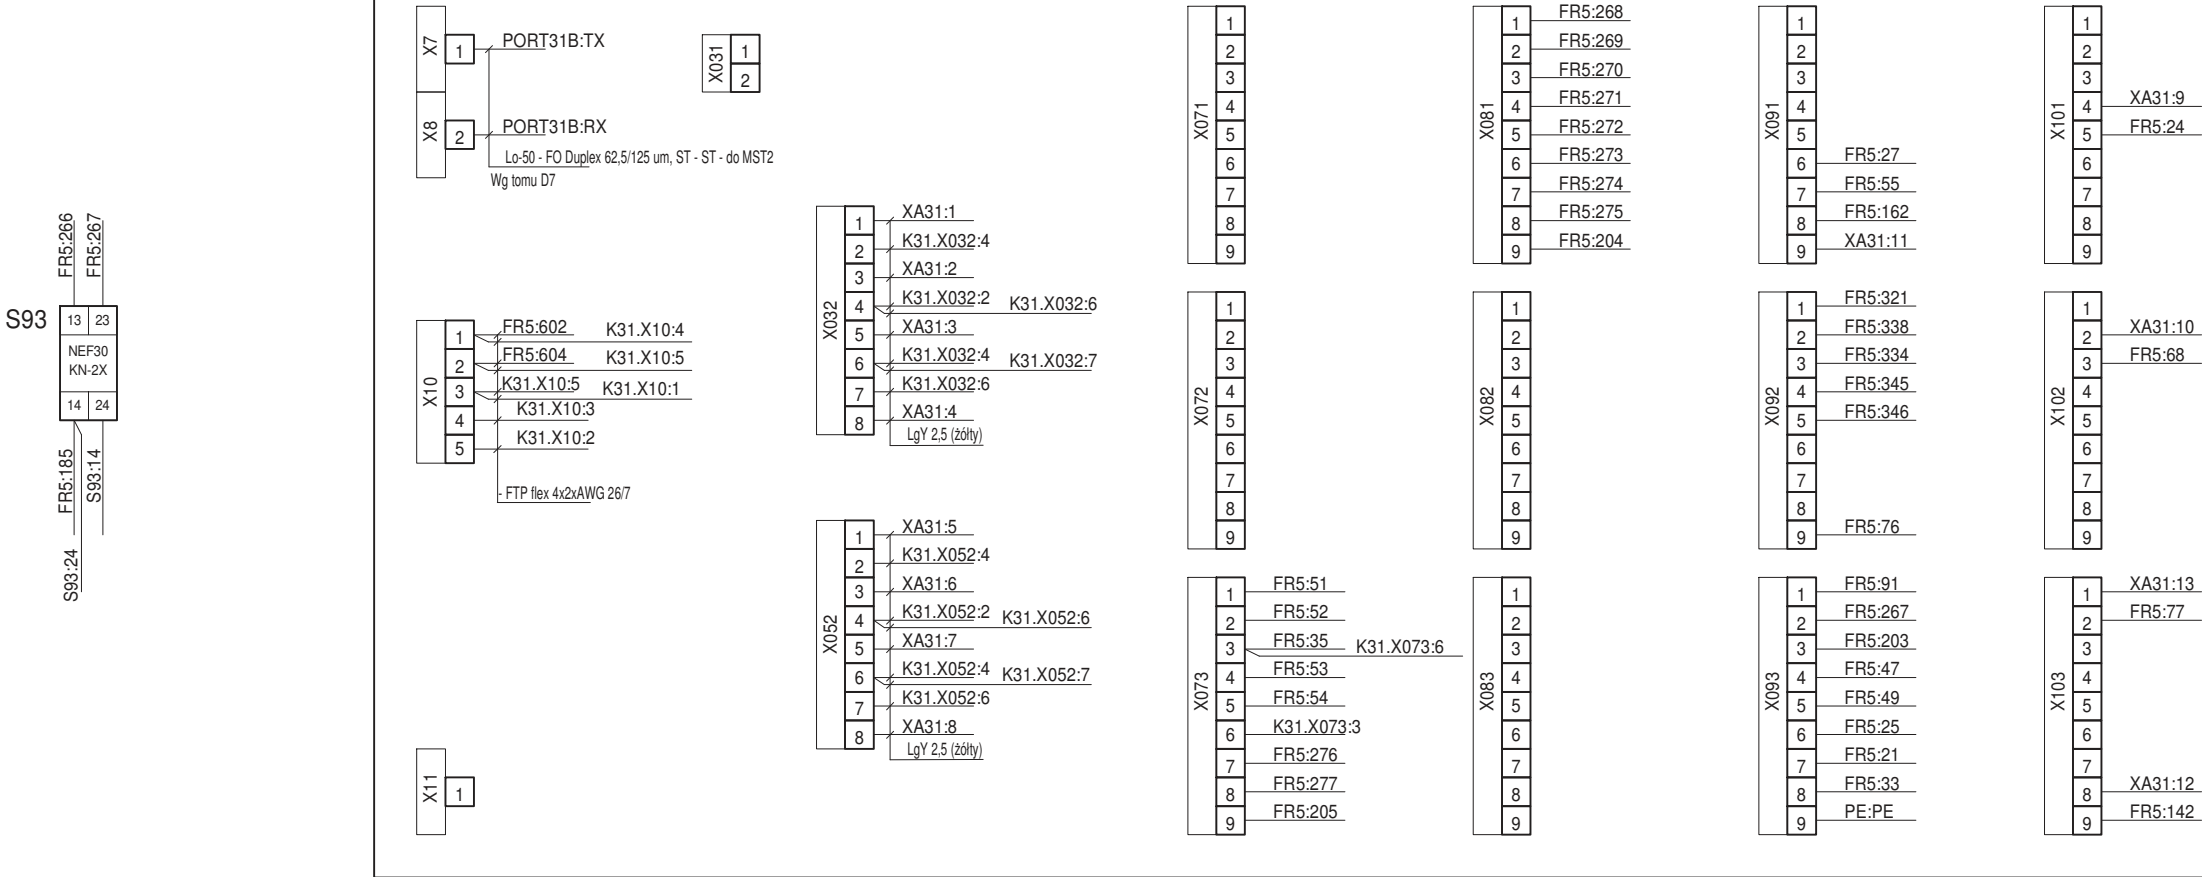 S93
FR5:266
FR5:267
13 23
NEF30
KN-2X
14 24
FR5:185
S93:14
S93:24
X7
1 PORT31B:TX
X8
2 PORT31B:RX
Lo-50 - FO Duplex 62,5/125 um, ST - ST - do MST2
Wg tomu D7
X031
1
2
X10
1 FR5:602 K31.X10:4
2 FR5:604 K31.X10:5
3 K31.X10:5 K31.X10:1
4 K31.X10:3
5 K31.X10:2
- FTP flex 4x2xAWG 26/7
X11
1
X032
1 XA31:1
2 K31.X032:4
3 XA31:2
4 K31.X032:2 K31.X032:6
5 XA31:3
6 K31.X032:4 K31.X032:7
7 K31.X032:6
8 XA31:4
LgY 2,5 (żółty)
X052
1 XA31:5
2 K31.X052:4
3 XA31:6
4 K31.X052:2 K31.X052:6
5 XA31:7
6 K31.X052:4 K31.X052:7
7 K31.X052:6
8 XA31:8
LgY 2,5 (żółty)
X071
1
2
3
4
5
6
7
8
9
X072
1
2
3
4
5
6
7
8
9
X073
1 FR5:51
2 FR5:52
3 FR5:35 K31.X073:6
4 FR5:53
5 FR5:54
6 K31.X073:3
7 FR5:276
8 FR5:277
9 FR5:205
X081
1 FR5:268
2 FR5:269
3 FR5:270
4 FR5:271
5 FR5:272
6 FR5:273
7 FR5:274
8 FR5:275
9 FR5:204
X082
1
2
3
4
5
6
7
8
9
X083
1
2
3
4
5
6
7
8
9
X091
1
2
3
4
5
6 FR5:27
7 FR5:55
8 FR5:162
9 XA31:11
X092
1 FR5:321
2 FR5:338
3 FR5:334
4 FR5:345
5 FR5:346
6
7
8
9 FR5:76
X093
1 FR5:91
2 FR5:267
3 FR5:203
4 FR5:47
5 FR5:49
6 FR5:25
7 FR5:21
8 FR5:33
9 PE:PE
X101
1
2
3
4 XA31:9
5 FR5:24
6
7
8
9
X102
1
2 XA31:10
3 FR5:68
4
5
6
7
8
9
X103
1 XA31:13
2 FR5:77
3
4
5
6
7
8 XA31:12
9 FR5:142